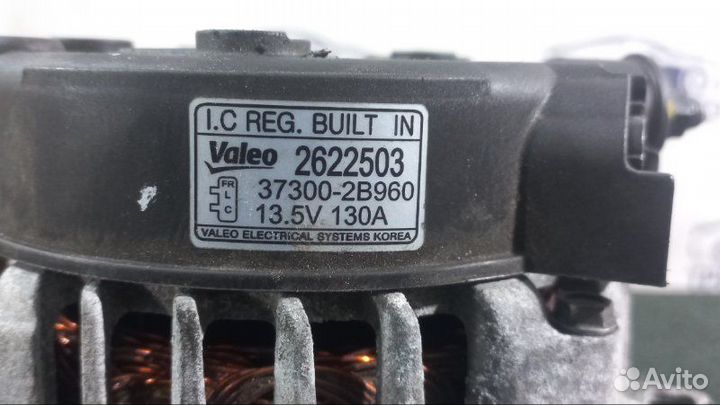 I.C REG. BUILT IN
Valeo 2622503
FR
L
C
37300-2B960
13.5V 130A
VALEO ELECTRICAL SYSTEMS KOREA
Avito